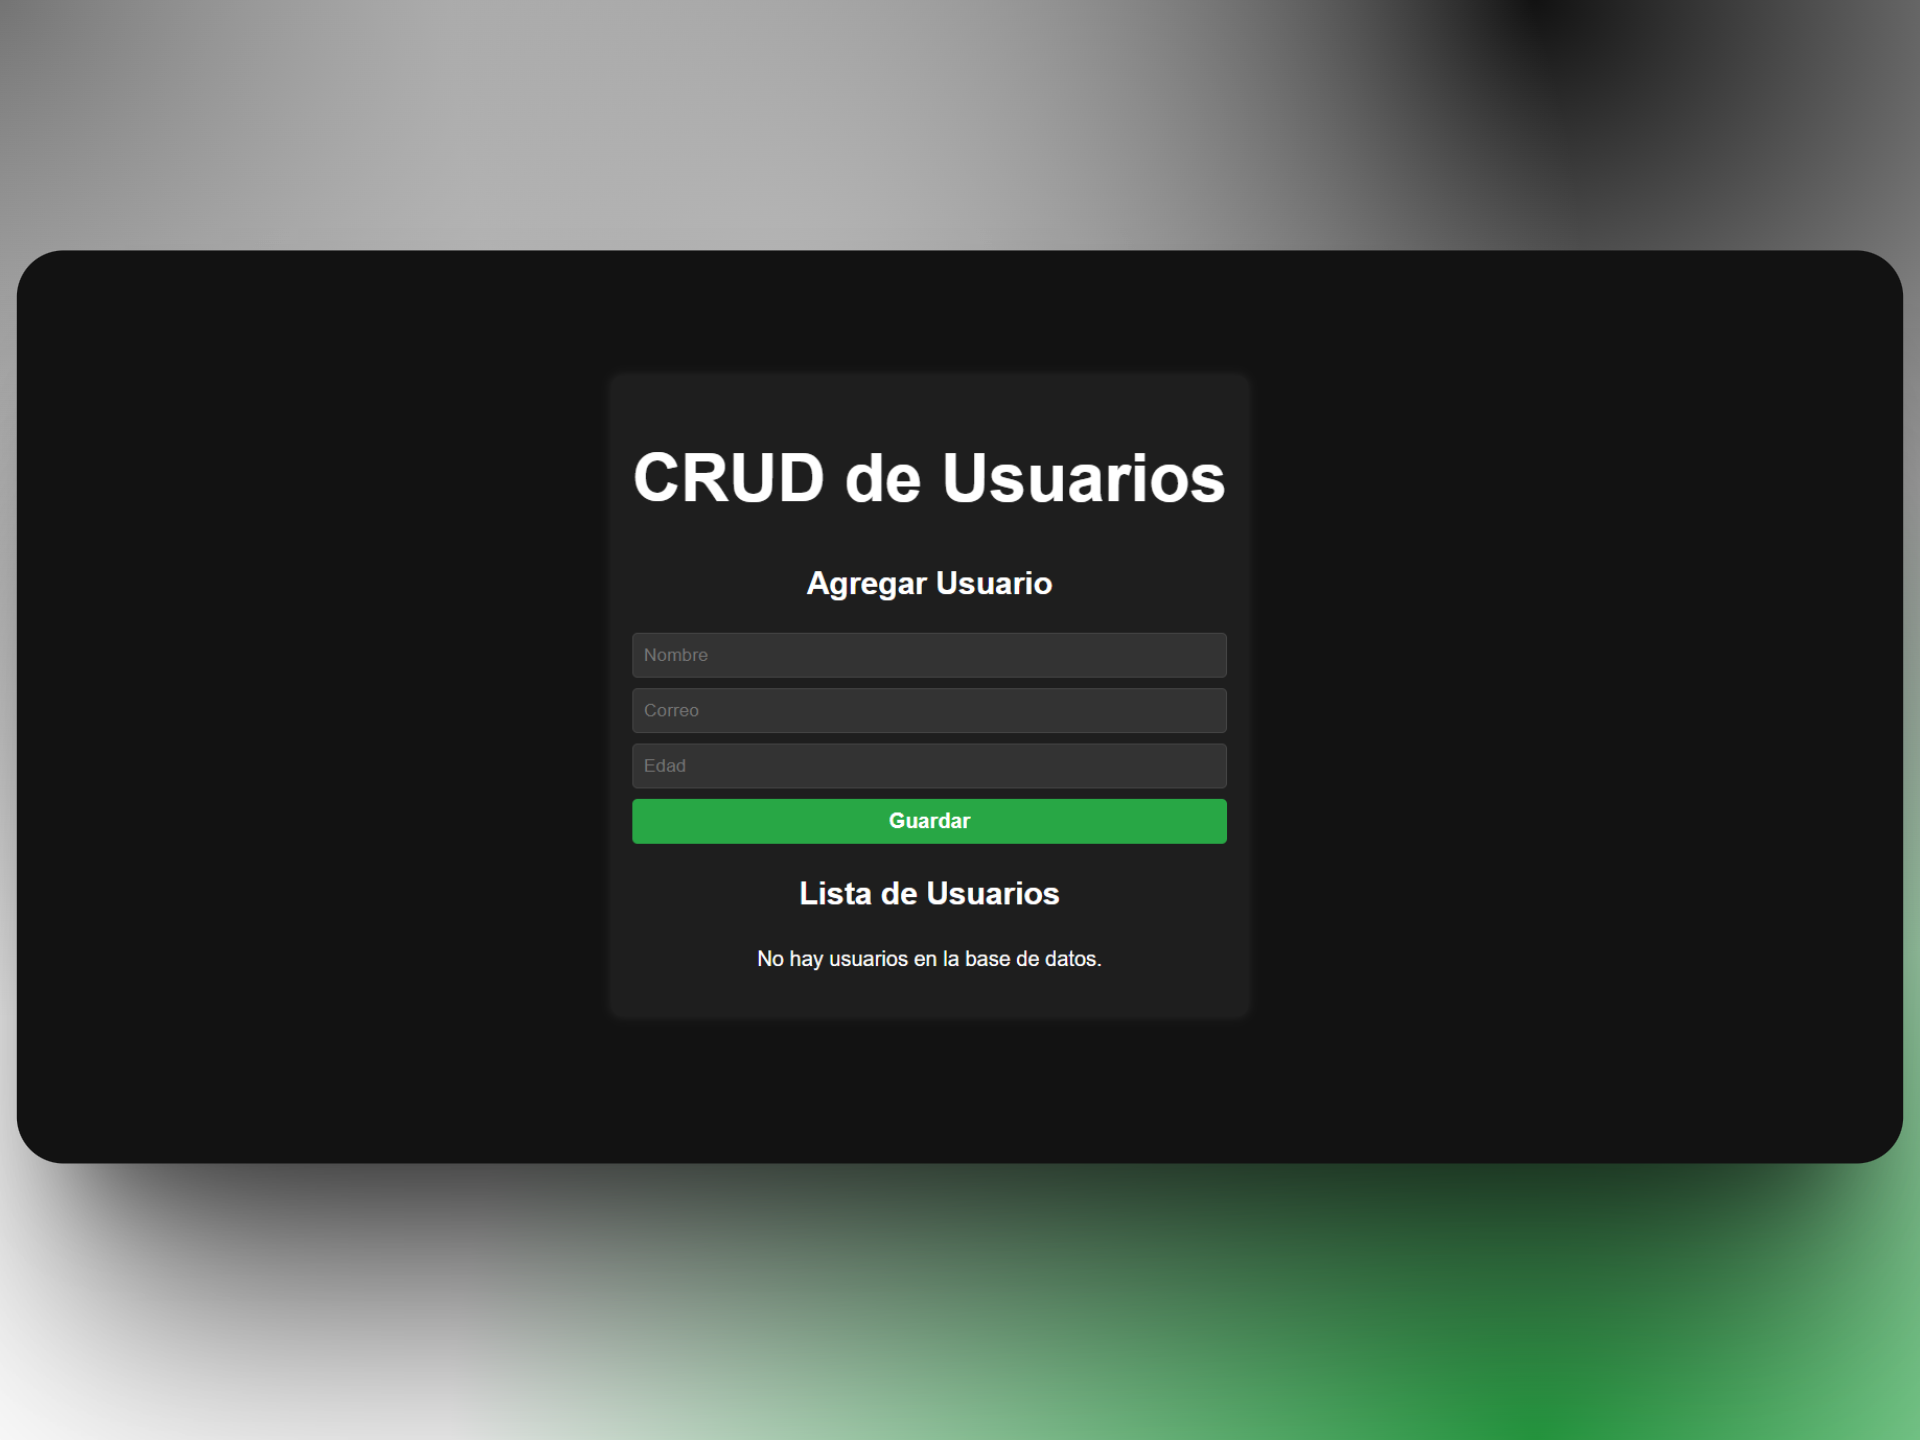 CRUD de Usuarios
Agregar Usuario
Nombre
Correo
Edad
Guardar
Lista de Usuarios
No hay usuarios en la base de datos.